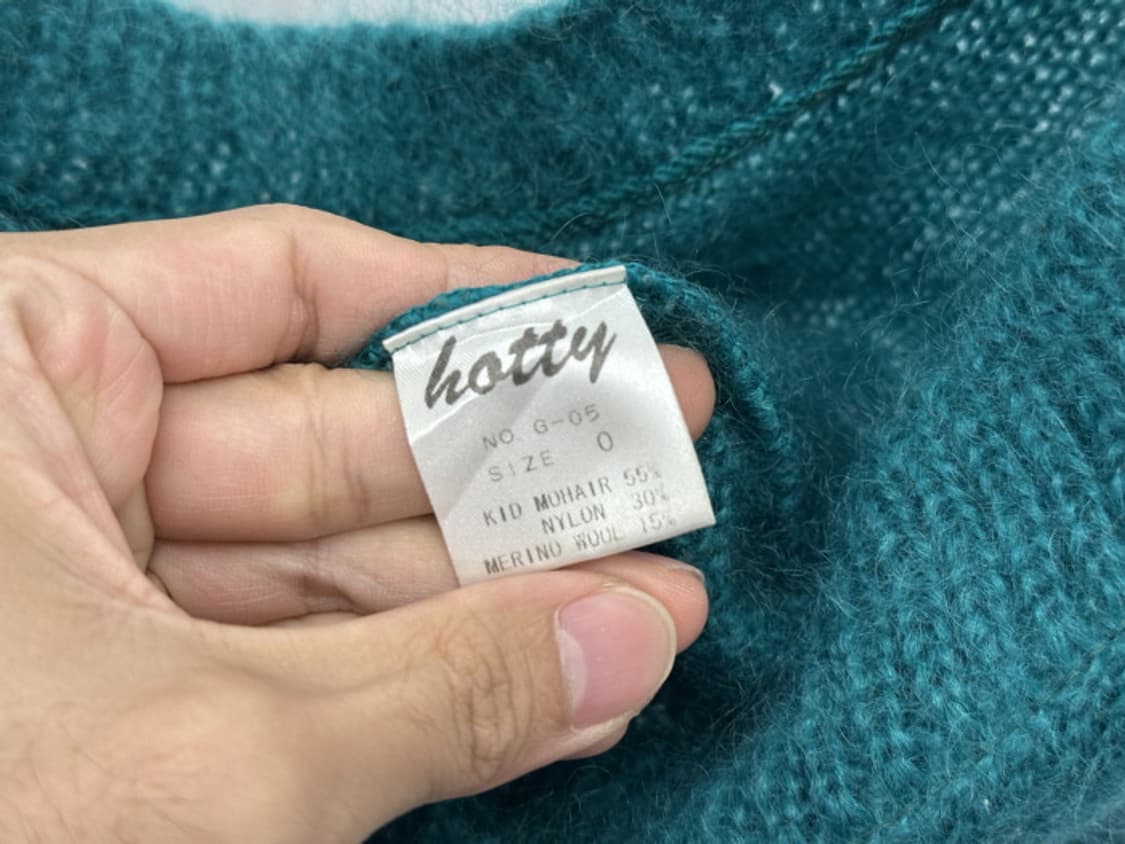 hotty
NO. G-05
SIZE 0
KID MOHAIR 55%
NYLON 30%
MERINO WOOL 15%